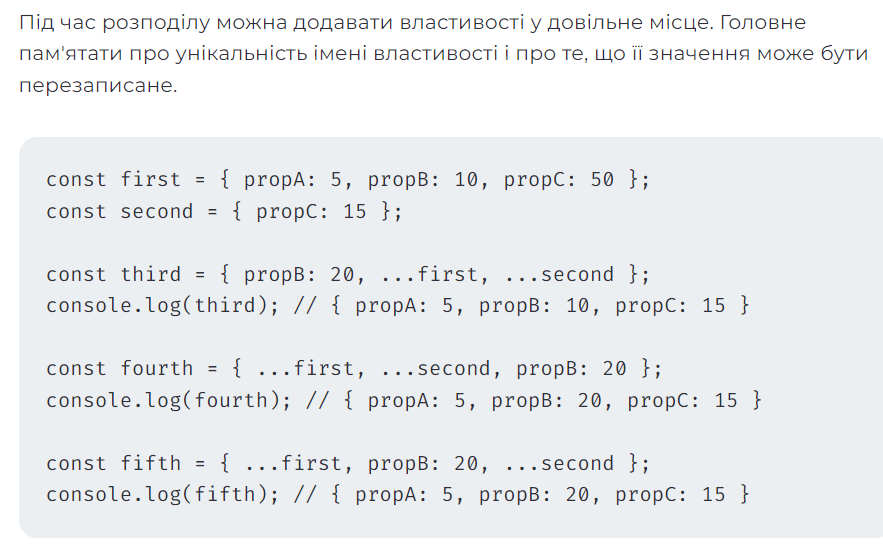 Під час розподілу можна додавати властивості у довільне місце. Головне
пам'ятати про унікальність імені властивості і про те, що її значення може бути
перезаписане.
const first = { propA: 5, propB: 10, propC: 50 };
const second = { propC: 15 };
const third = { propB: 20, ...first, ...second };
console.log(third); // { propA: 5, propB: 10, propC: 15 }
const fourth = { ...first, ...second, propB: 20 };
console.log(fourth); // { propA: 5, propB: 20, propC: 15 }
const fifth = { ...first, propB: 20, ...second };
console.log(fifth); // { propA: 5, propB: 20, propC: 15 }